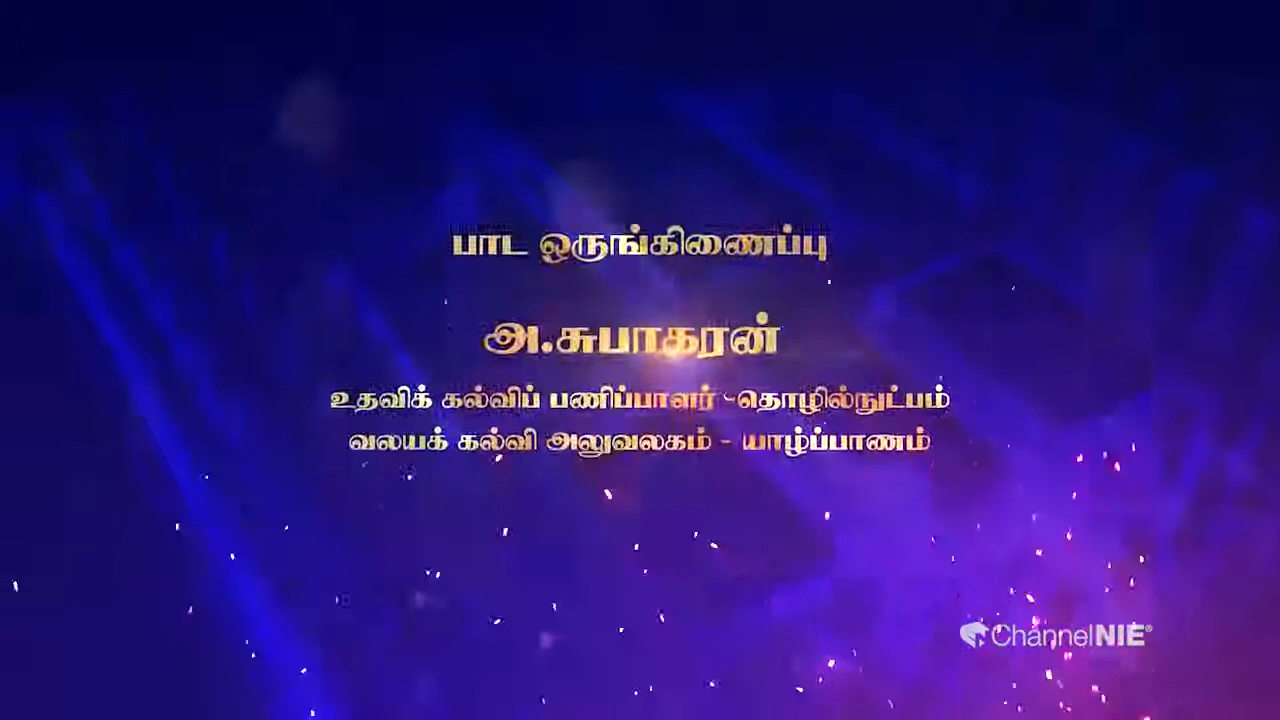 பாட ஒருங்கிணைப்பு
அ.சுபாகரன்
உதவிக் கல்விப் பணிப்பாளர் -தொழில்நுட்பம்
வலயக் கல்வி அலுவலகம் - யாழ்ப்பாணம்
ChannelNIE®